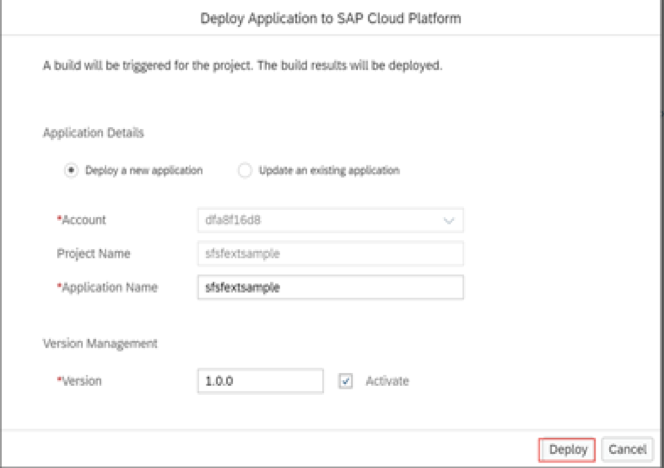 Deploy Application to SAP Cloud Platform
A build will be triggered for the project. The build results will be deployed.
Application Details
Deploy a new application Update an existing application
*Account dfa8f16d8
Project Name sfsfextsample
*Application Name sfsfextsample
Version Management
*Version 1.0.0 Activate
Deploy Cancel